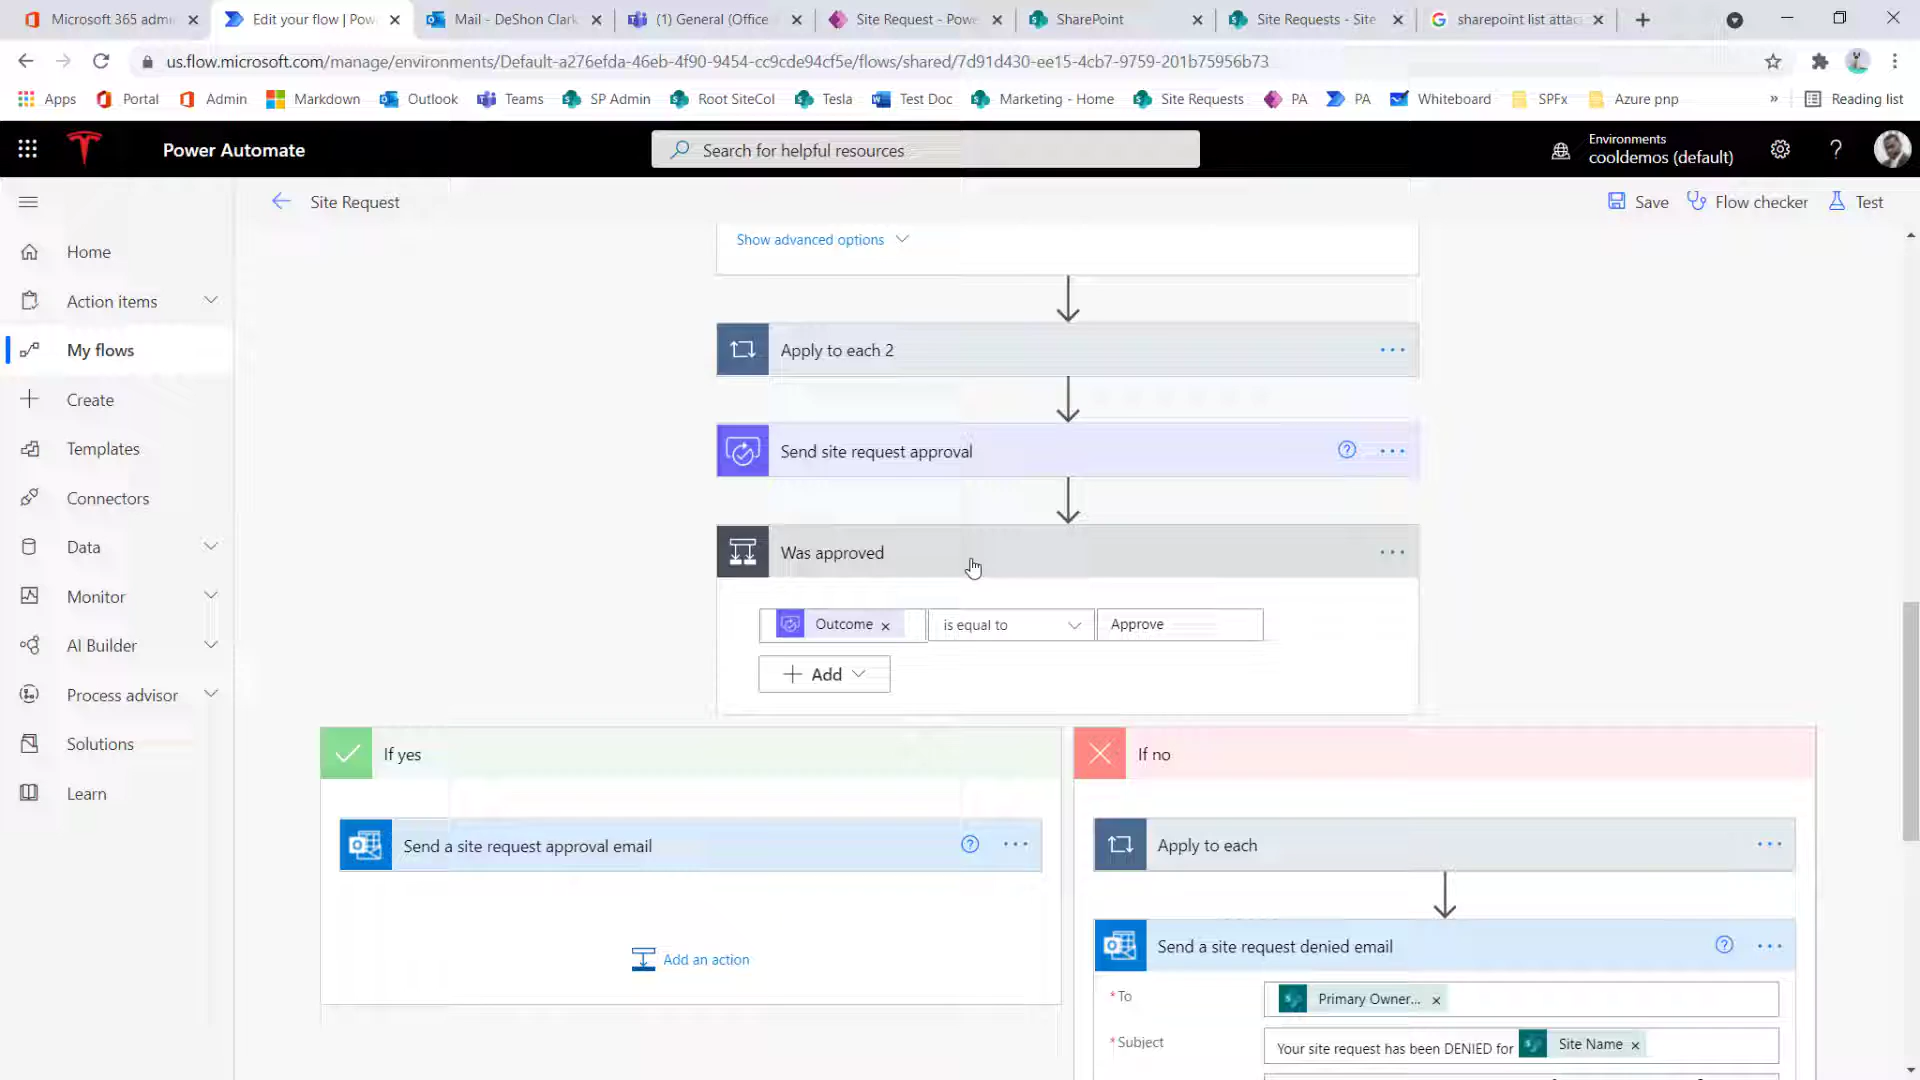 Microsoft 365 admi
Edit your flow | Pow
Mail - DeShon Clark
(1) General (Office
Site Request - Powe
SharePoint
Site Requests - Site
sharepoint list attac
us.flow.microsoft.com/manage/environments/Default-a276efda-46eb-4f90-9454-cc9cde94cf5e/flows/shared/7d91d430-ee15-4cb7-9759-201b75956b73
Apps Portal Admin Markdown Outlook Teams SP Admin Root SiteCol Tesla Test Doc Marketing - Home Site Requests PA PA Whiteboard SPFx Azure pnp » Reading list
Power Automate
Search for helpful resources
Environments
cooldemos (default)
Site Request
Save Flow checker Test
Home
Action items
My flows
Create
Templates
Connectors
Data
Monitor
AI Builder
Process advisor
Solutions
Learn
Show advanced options
Apply to each 2
Send site request approval
Was approved
Outcome × is equal to Approve
+ Add
If yes
Send a site request approval email
Add an action
If no
Apply to each
Send a site request denied email
* To Primary Owner... ×
* Subject Your site request has been DENIED for Site Name ×